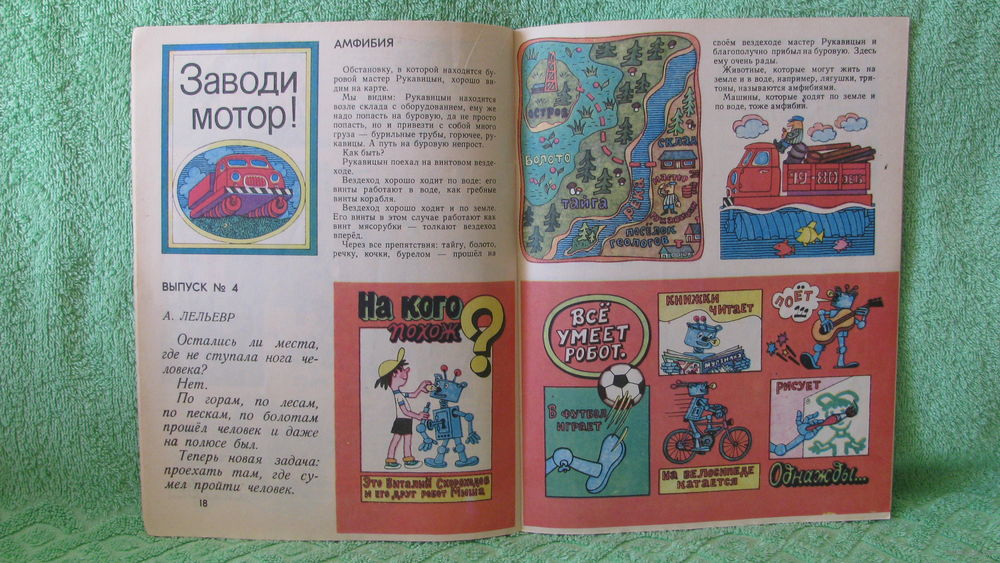 Заводи
мотор!
ВЫПУСК № 4
А. ЛЕЛЬЕВР
Остались ли места,
где не ступала нога че-
ловека?
Нет.
По горам, по лесам,
по пескам, по болотам
прошёл человек и даже
на полюсе был.
Теперь новая задача:
проехать там, где су-
мел пройти человек.
18
АМФИБИЯ
Обстановку, в которой находится бу-
ровой мастер Рукавицын, хорошо ви-
дим на карте.
Мы видим: Рукавицын находится
возле склада с оборудованием, ему же
надо попасть на буровую, да не просто
попасть, но и привезти с собой много
груза — бурильные трубы, горючее, ру-
кавицы. А путь на буровую непрост.
Как быть?
Рукавицын поехал на винтовом везде-
ходе.
Вездеход хорошо ходит по воде: его
винты работают в воде, как гребные
винты корабля.
Вездеход хорошо ходит и по земле.
Его винты в этом случае работают как
винт мясорубки — толкают вездеход
вперёд.
Через все препятствия: тайгу, болото,
речку, кочки, бурелом — прошёл на
ОСТРОВ
БОЛОТО
ТАЙГА
РЕКА
СКЛАД
МАСТЕР
РУКАВИЦЫН
ПОСЁЛОК
ГЕОЛОГОВ
своём вездеходе мастер Рукавицын и
благополучно прибыл на буровую. Здесь
ему очень рады.
Животные, которые могут жить на
земле и в воде, например, лягушки, три-
тоны, называются амфибиями.
Машины, которые ходят по земле и
по воде, тоже амфибии.
19-80 ЗВК
На кого
похож
?
Это Виталий Скороходов
и его друг робот Мыша
ВСЁ
УМЕЕТ
РОБОТ.
КНИЖКИ
ЧИТАЕТ
МУРЗИЛКА
ПОЁТ
В ФУТБОЛ
ИГРАЕТ
НА ВЕЛОСИПЕДЕ
КАТАЕТСЯ
РИСУЕТ
Однажды...